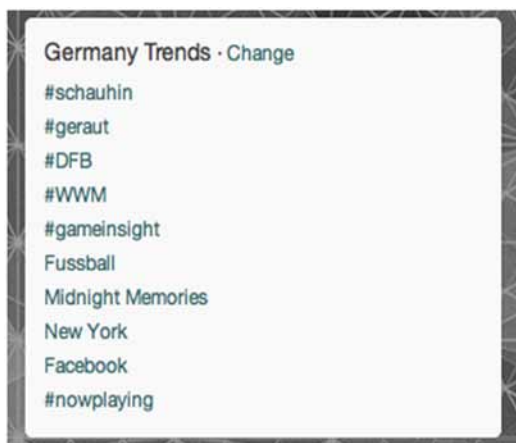 Germany Trends · Change
#schauhin
#geraut
#DFB
#WWM
#gameinsight
Fussball
Midnight Memories
New York
Facebook
#nowplaying